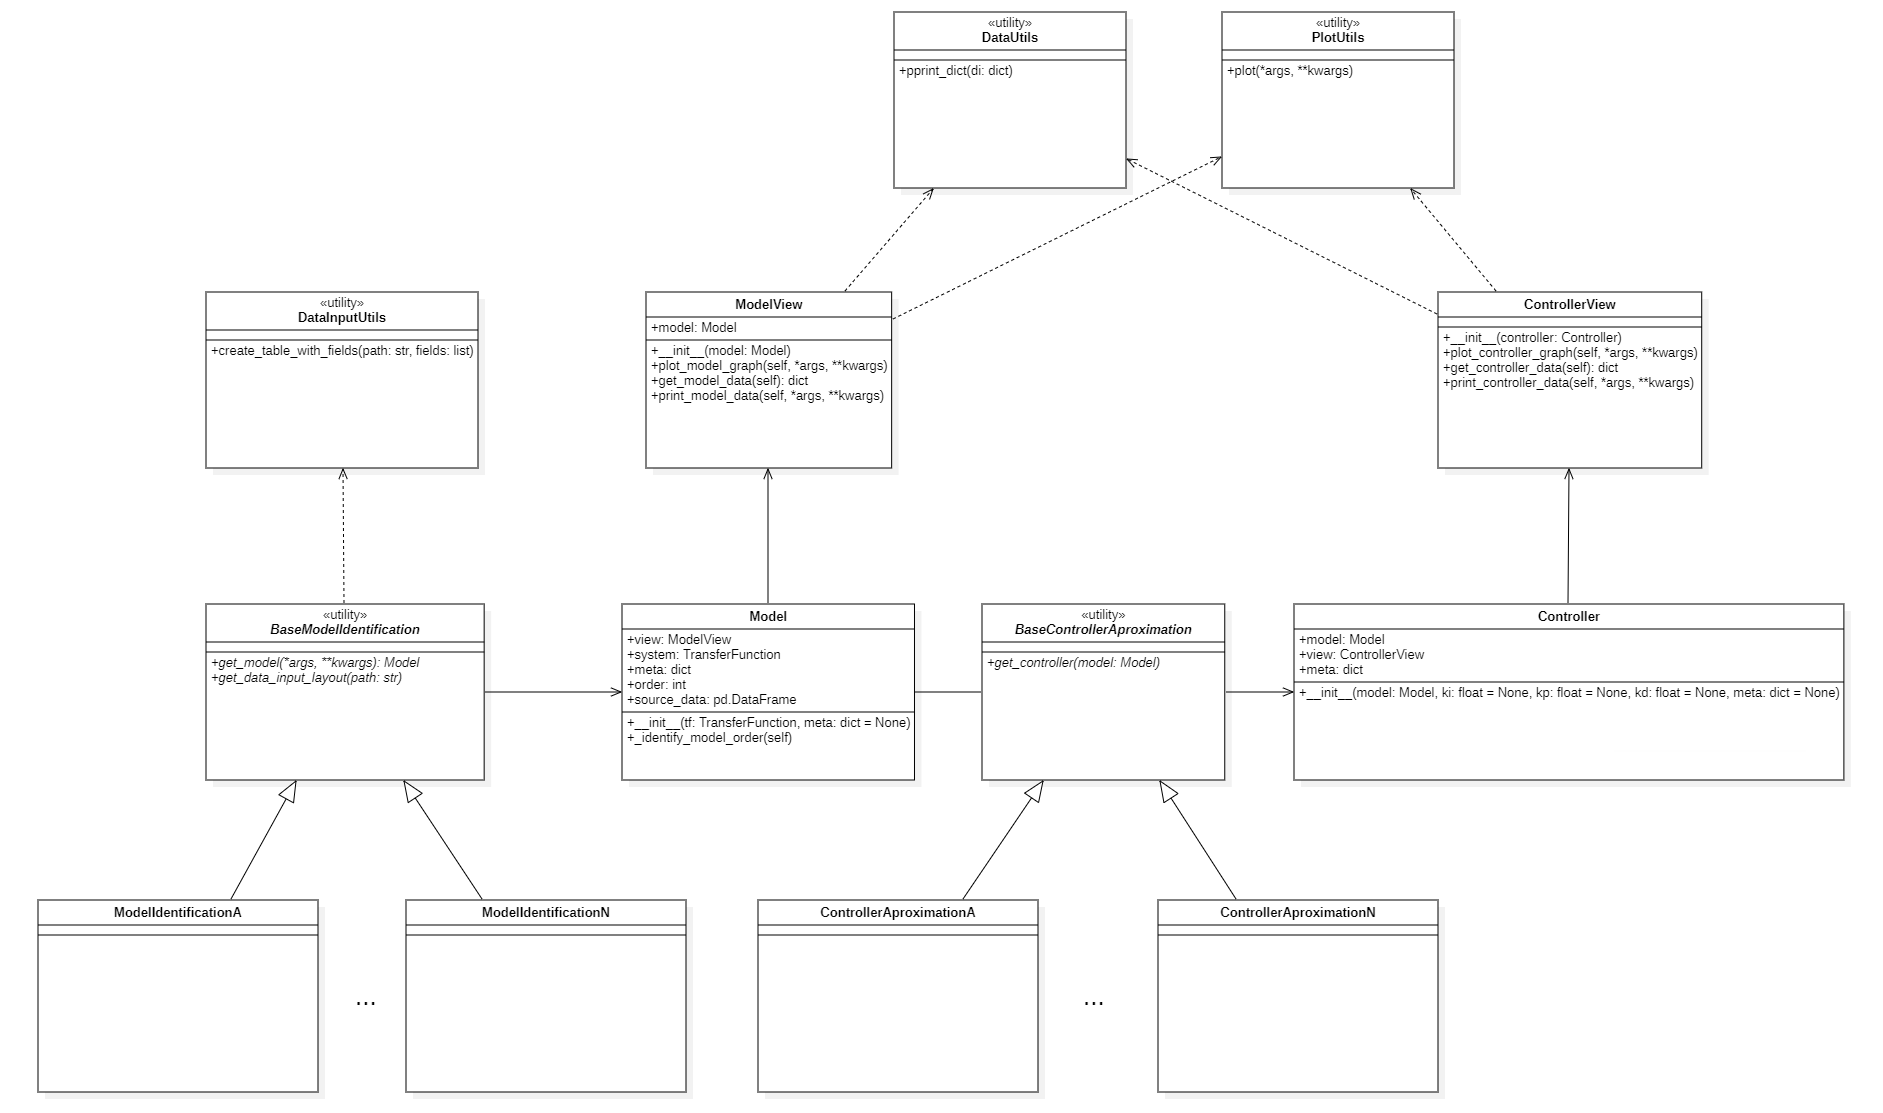 «utility»
DataUtils
+pprint_dict(di: dict)
«utility»
PlotUtils
+plot(*args, **kwargs)
«utility»
DataInputUtils
+create_table_with_fields(path: str, fields: list)
ModelView
+model: Model
+__init__(model: Model)
+plot_model_graph(self, *args, **kwargs)
+get_model_data(self): dict
+print_model_data(self, *args, **kwargs)
ControllerView
+__init__(controller: Controller)
+plot_controller_graph(self, *args, **kwargs)
+get_controller_data(self): dict
+print_controller_data(self, *args, **kwargs)
«utility»
BaseModelIdentification
+get_model(*args, **kwargs): Model
+get_data_input_layout(path: str)
Model
+view: ModelView
+system: TransferFunction
+meta: dict
+order: int
+source_data: pd.DataFrame
+__init__(tf: TransferFunction, meta: dict = None)
+_identify_model_order(self)
«utility»
BaseControllerAproximation
+get_controller(model: Model)
Controller
+model: Model
+view: ControllerView
+meta: dict
+__init__(model: Model, ki: float = None, kp: float = None, kd: float = None, meta: dict = None)
ModelIdentificationA
...
ModelIdentificationN
ControllerAproximationA
...
ControllerAproximationN